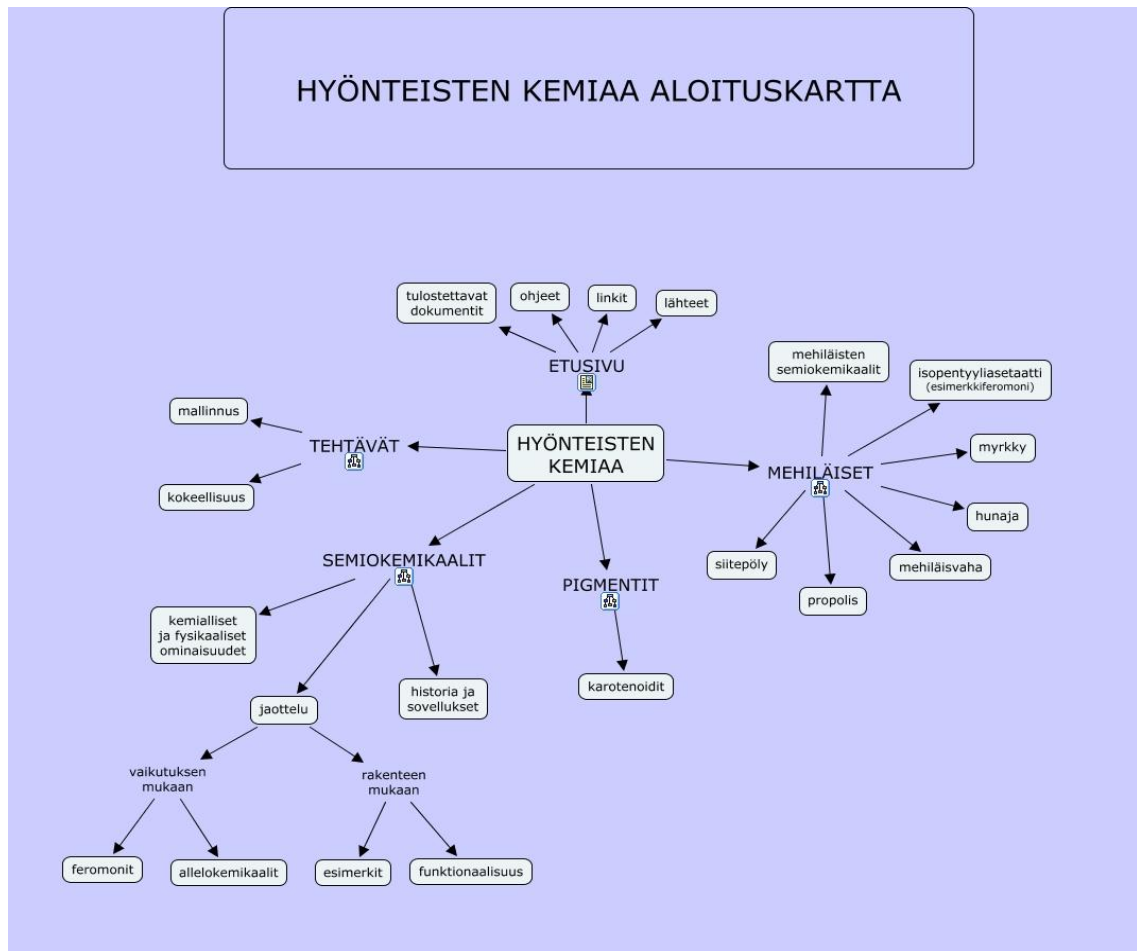 HYÖNTEISTEN KEMIAA ALOITUSKARTTA
tulostettavat
dokumentit
ohjeet
linkit
lähteet
ETUSIVU
mehiläisten
semiokemikaalit
isopentyyliasetaatti
(esimerkkiferomoni)
mallinnus
TEHTÄVÄT
kokeellisuus
HYÖNTEISTEN
KEMIAA
MEHILÄISET
myrkky
hunaja
mehiläisvaha
propolis
siitepöly
SEMIOKEMIKAALIT
PIGMENTIT
kemialliset
ja fysikaaliset
ominaisuudet
jaottelu
historia ja
sovellukset
karotenoidit
vaikutuksen
mukaan
rakenteen
mukaan
feromonit
allelokemikaalit
esimerkit
funktionaalisuus